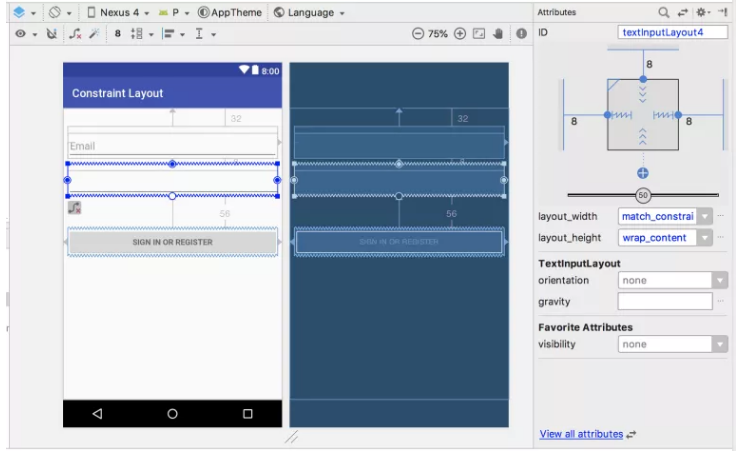 Nexus 4 P AppTheme Language
8 75%
8:00
Constraint Layout
32
32
Email
56
56
SIGN IN OR REGISTER
SIGN IN OR REGISTER
Attributes
ID textInputLayout4
8
8 8
50
layout_width match_constrai
layout_height wrap_content
TextInputLayout
orientation none
gravity
Favorite Attributes
visibility none
View all attributes